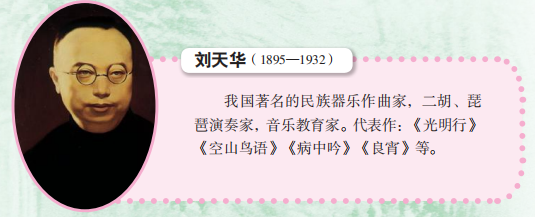 刘天华（1895—1932）
我国著名的民族器乐作曲家，二胡、琵
琶演奏家，音乐教育家。代表作：《光明行》
《空山鸟语》《病中吟》《良宵》等。